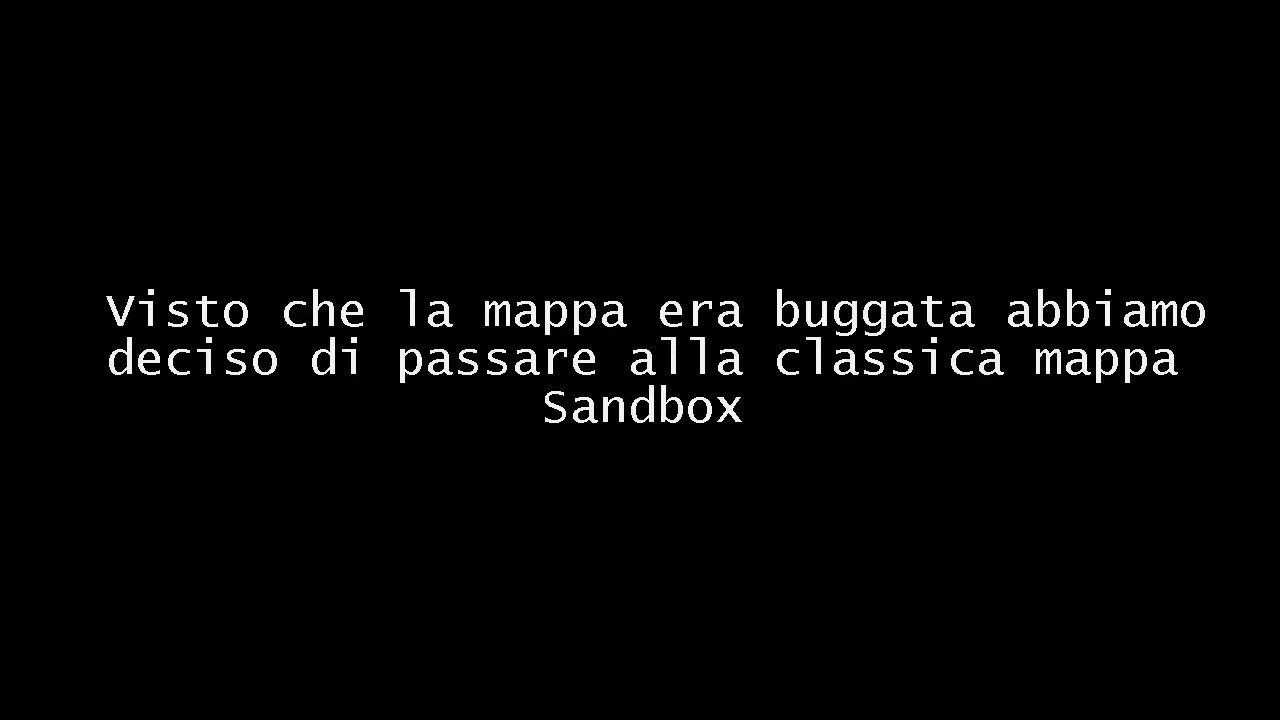 Visto che la mappa era buggata abbiamo
deciso di passare alla classica mappa
Sandbox